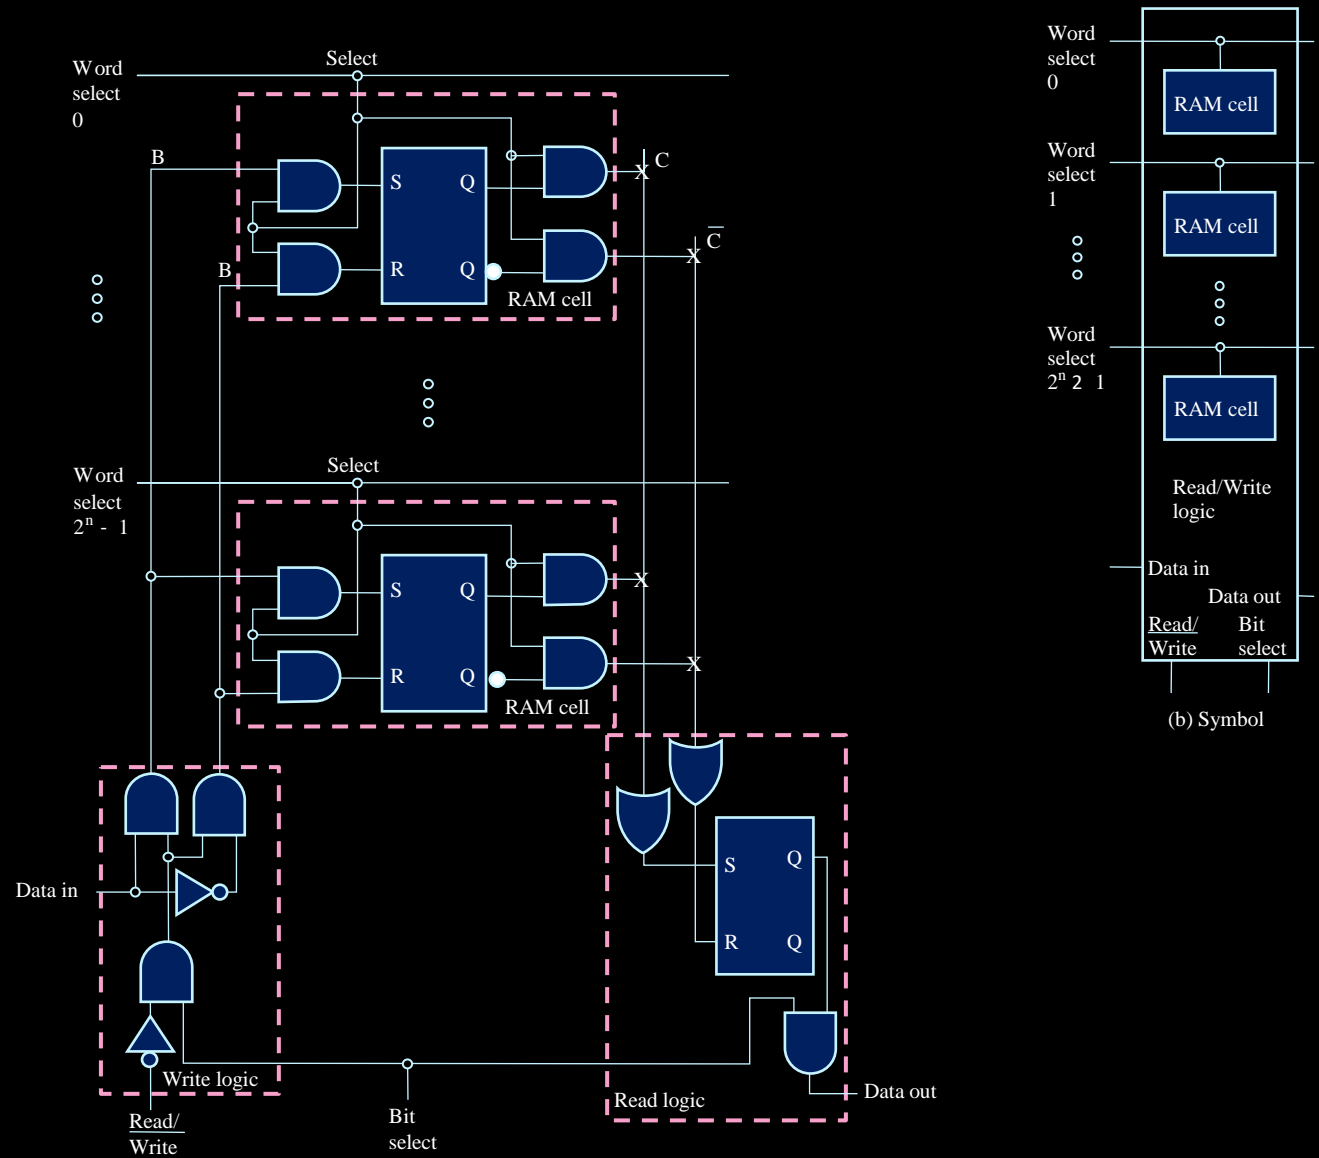 Word
select
0
Select
B
B
S
Q
R
Q
RAM cell
X
C
X
C̅
Word
select
2ⁿ - 1
Select
S
Q
R
Q
RAM cell
X
X
Data in
Write logic
Read/
Write
Bit
select
S
Q
R
Q
Read logic
Data out
Word
select
0
RAM cell
Word
select
1
RAM cell
Word
select
2ⁿ 2 1
RAM cell
Read/Write
logic
Data in
Data out
Read/
Write
Bit
select
(b) Symbol